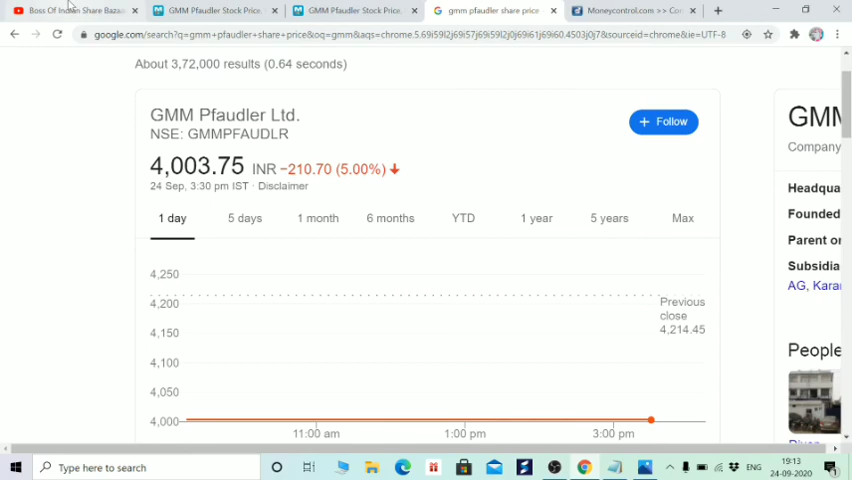 Boss Of Indian Share Bazaa
GMM Pfaudler Stock Price,
GMM Pfaudler Stock Price,
gmm pfaudler share price
Moneycontrol.com >> Con
google.com/search?q=gmm+pfaudler+share+price&oq=gmm&aqs=chrome.5.69i59l2j69i57j69i59l2j0j69i61j69i60.4503j0j7&sourceid=chrome&ie=UTF-8
About 3,72,000 results (0.64 seconds)
GMM Pfaudler Ltd.
NSE: GMMPFAUDLR
+ Follow
4,003.75 INR −210.70 (5.00%)
24 Sep, 3:30 pm IST · Disclaimer
1 day 5 days 1 month 6 months YTD 1 year 5 years Max
4,250
4,200
4,150
4,100
4,050
4,000
Previous
close
4,214.45
11:00 am 1:00 pm 3:00 pm
GMM
Company
Headqua
Founded
Parent or
Subsidia
AG, Karar
People
Type here to search
ENG
19:13
24-09-2020